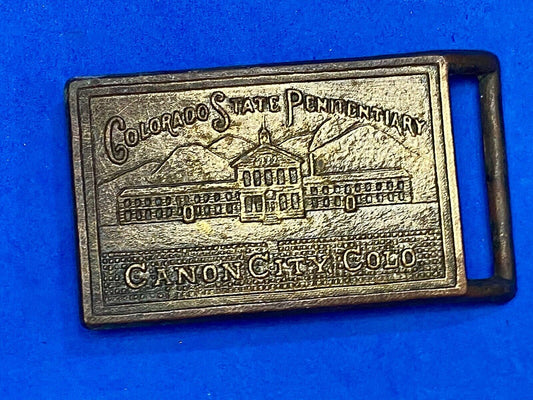 COLORADO STATE PENITENTIARY
CANON CITY COLO